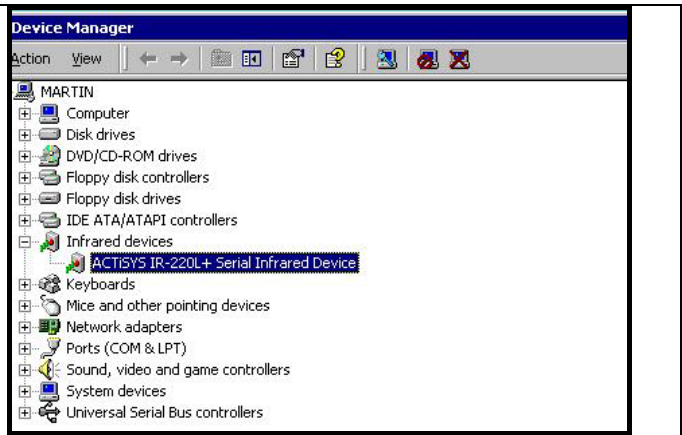 Device Manager
Action View
MARTIN
Computer
Disk drives
DVD/CD-ROM drives
Floppy disk controllers
Floppy disk drives
IDE ATA/ATAPI controllers
Infrared devices
ACTiSYS IR-220L+ Serial Infrared Device
Keyboards
Mice and other pointing devices
Network adapters
Ports (COM & LPT)
Sound, video and game controllers
System devices
Universal Serial Bus controllers